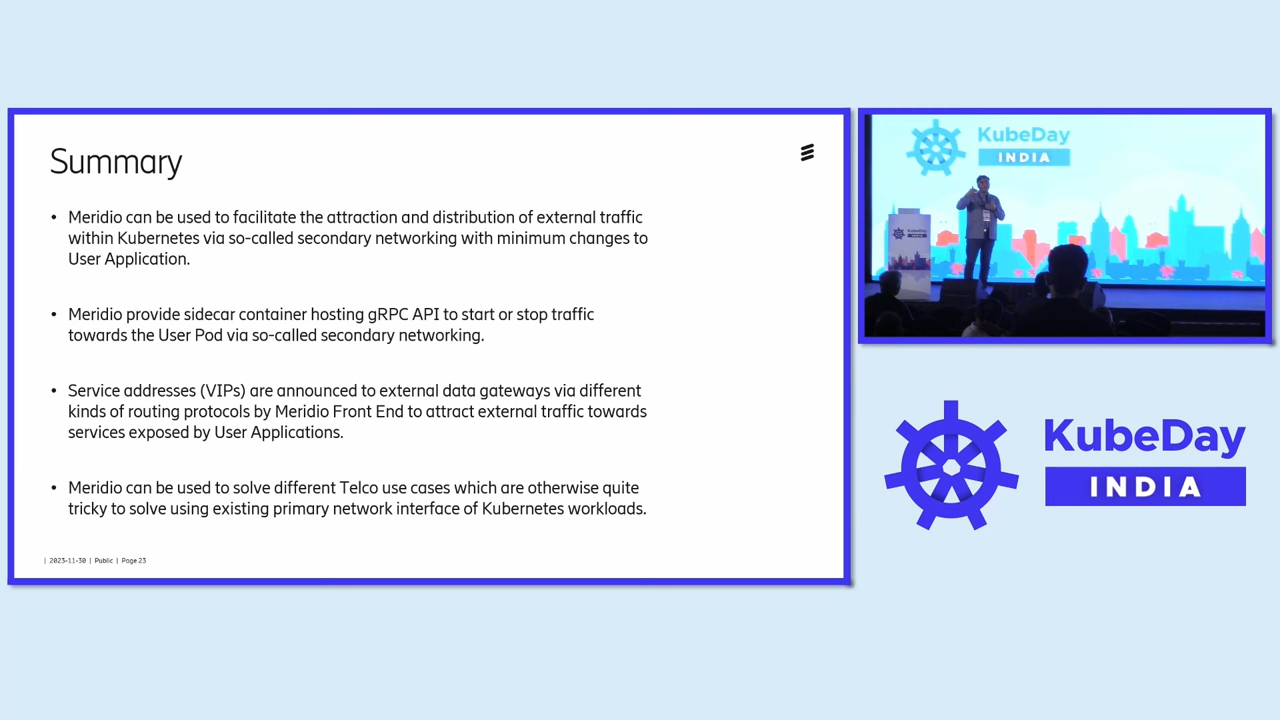 Summary
• Meridio can be used to facilitate the attraction and distribution of external traffic
within Kubernetes via so-called secondary networking with minimum changes to
User Application.
• Meridio provide sidecar container hosting gRPC API to start or stop traffic
towards the User Pod via so-called secondary networking.
• Service addresses (VIPs) are announced to external data gateways via different
kinds of routing protocols by Meridio Front End to attract external traffic towards
services exposed by User Applications.
• Meridio can be used to solve different Telco use cases which are otherwise quite
tricky to solve using existing primary network interface of Kubernetes workloads.
| 2023-11-30 | Public | Page 23
KubeDay
INDIA
KubeDay
INDIA
KubeDay
INDIA